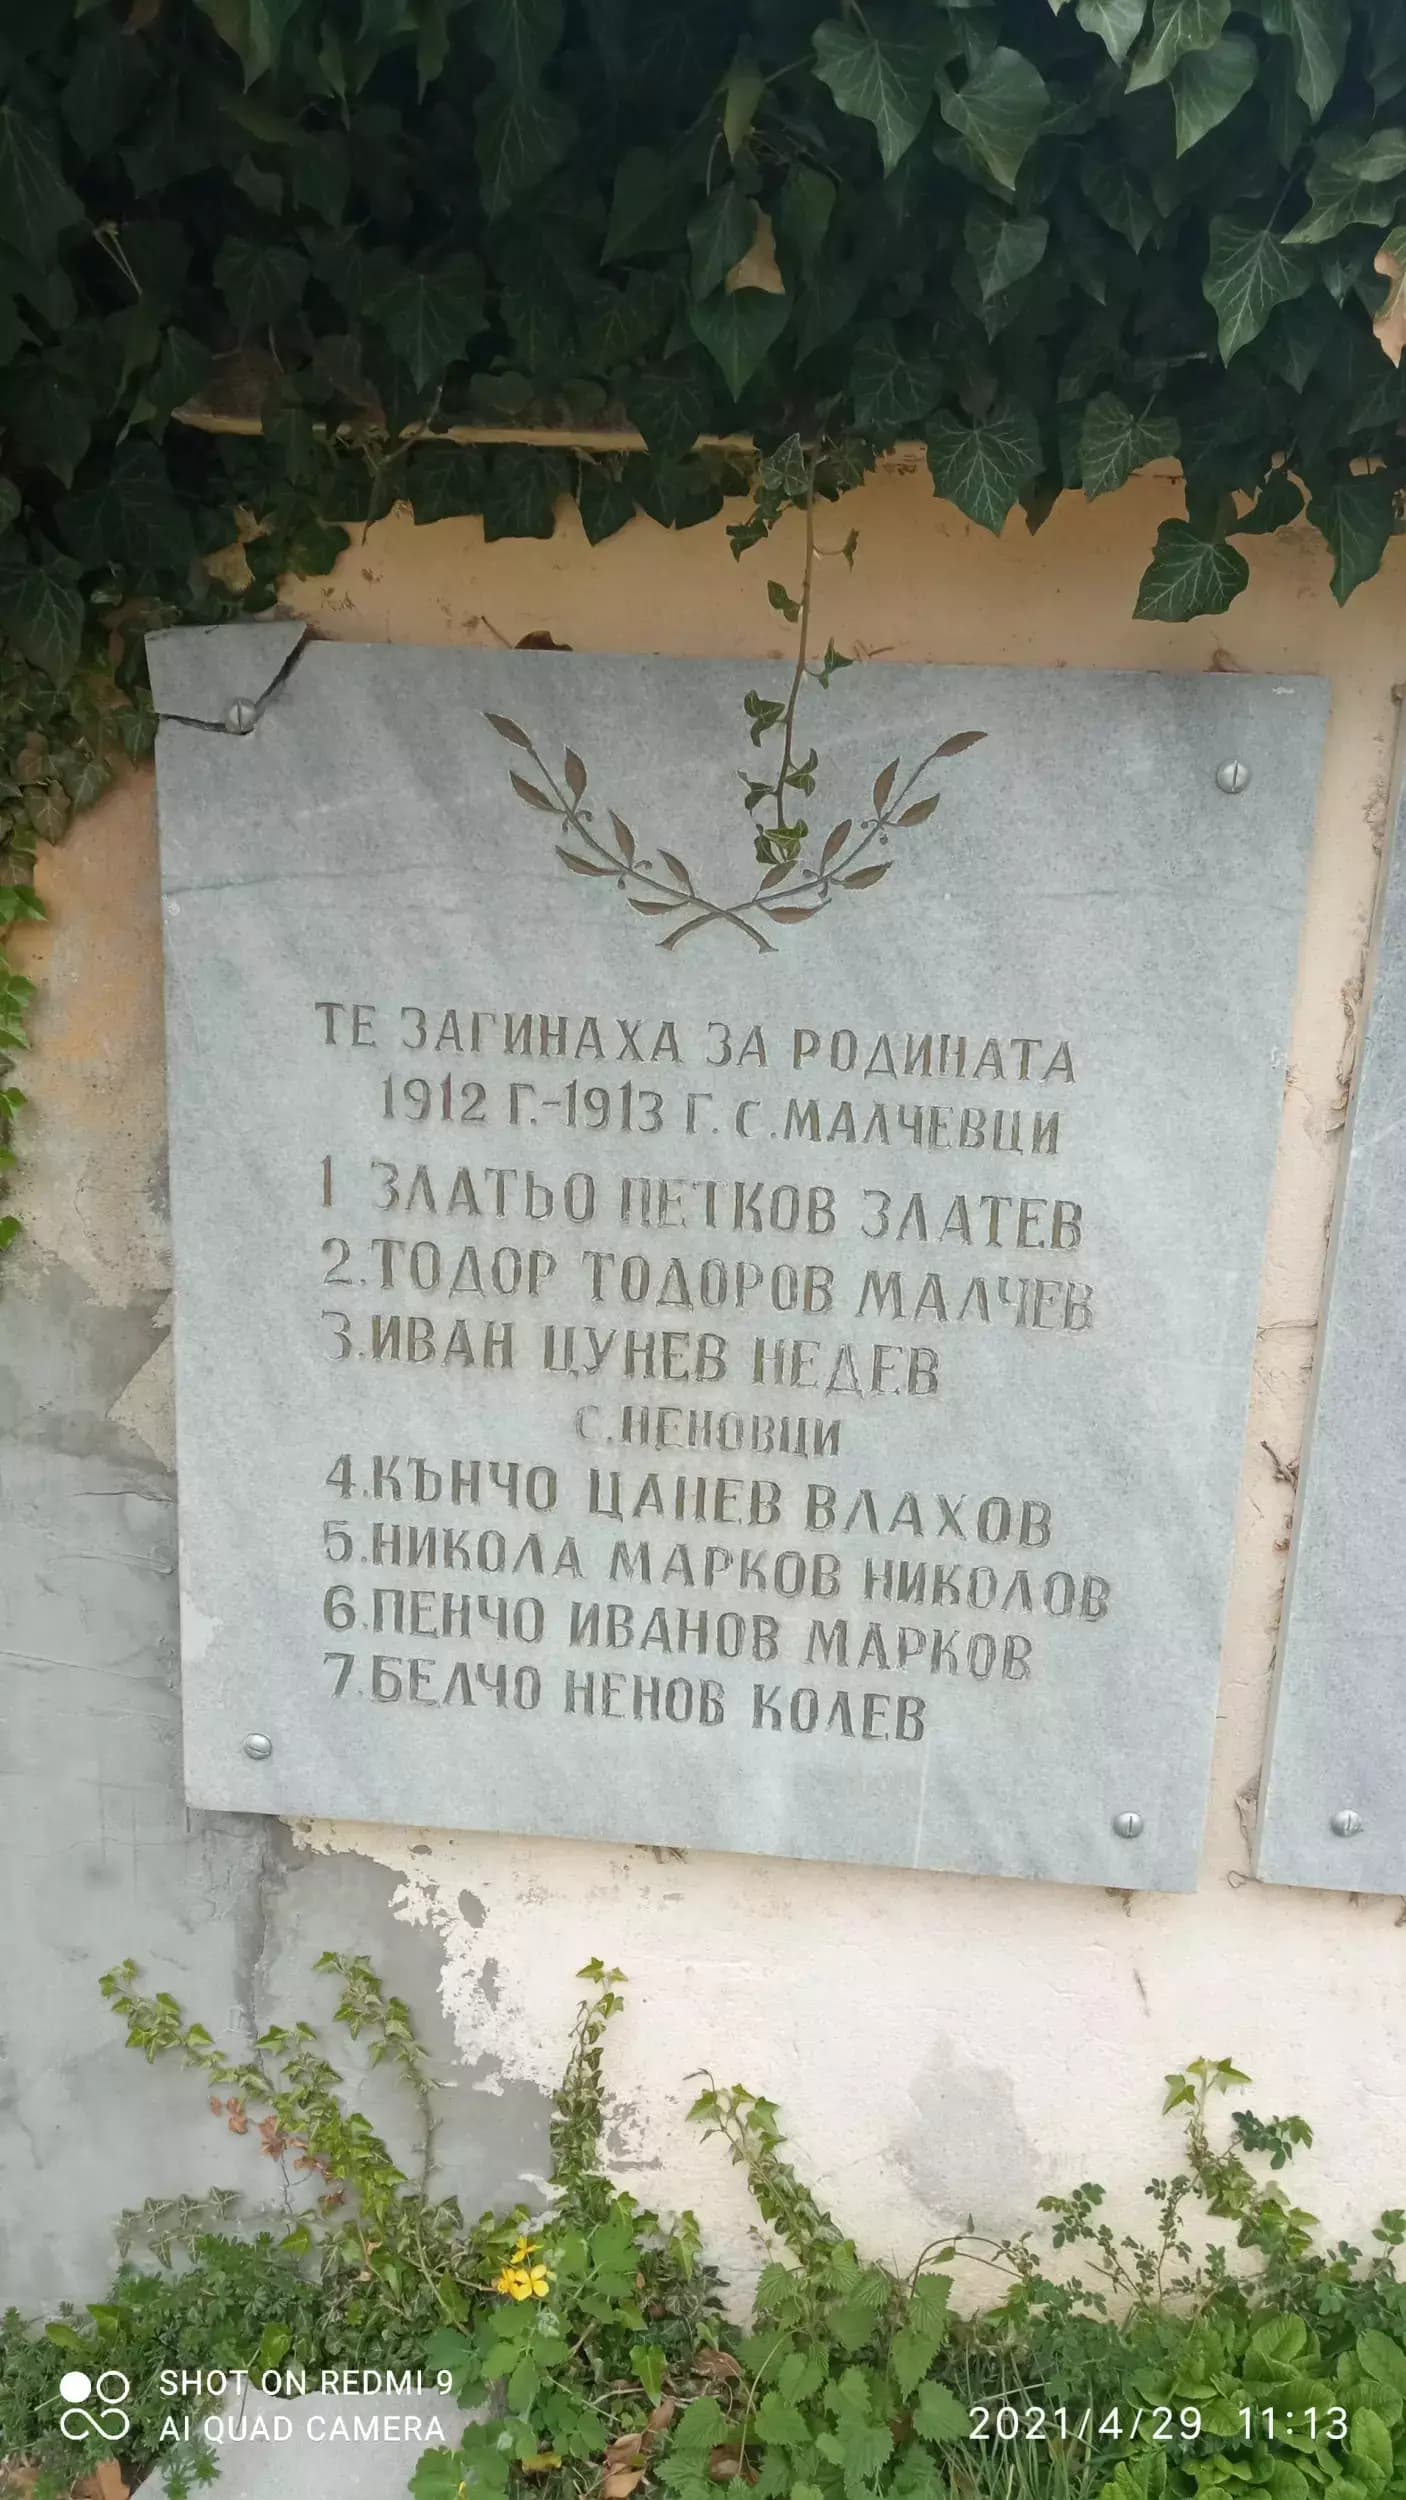 ТЕ ЗАГИНАХА ЗА РОДИНАТА
1912 Г.-1913 Г. С.МАЛЧЕВЦИ
1 ЗЛАТЬО ПЕТКОВ ЗЛАТЕВ
2.ТОДОР ТОДОРОВ МАЛЧЕВ
3.ИВАН ЦУНЕВ НЕДЕВ
С.НЕНОВЦИ
4.КЪНЧО ЦАНЕВ ВЛАХОВ
5.НИКОЛА МАРКОВ НИКОЛОВ
6.ПЕНЧО ИВАНОВ МАРКОВ
7.БЕЛЧО НЕНОВ КОЛЕВ
SHOT ON REDMI 9
AI QUAD CAMERA
2021/4/29 11:13